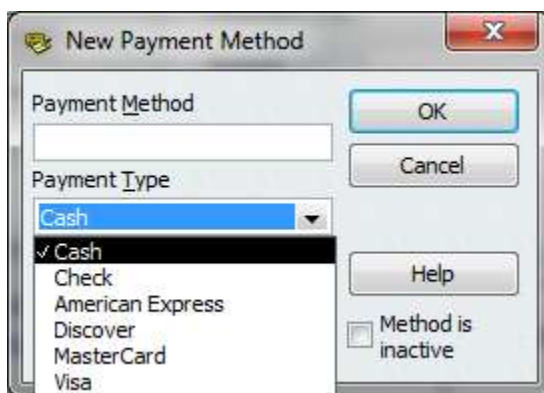 New Payment Method
Payment Method
OK
Cancel
Payment Type
Cash
✓ Cash
Check
American Express
Discover
MasterCard
Visa
Help
Method is
inactive